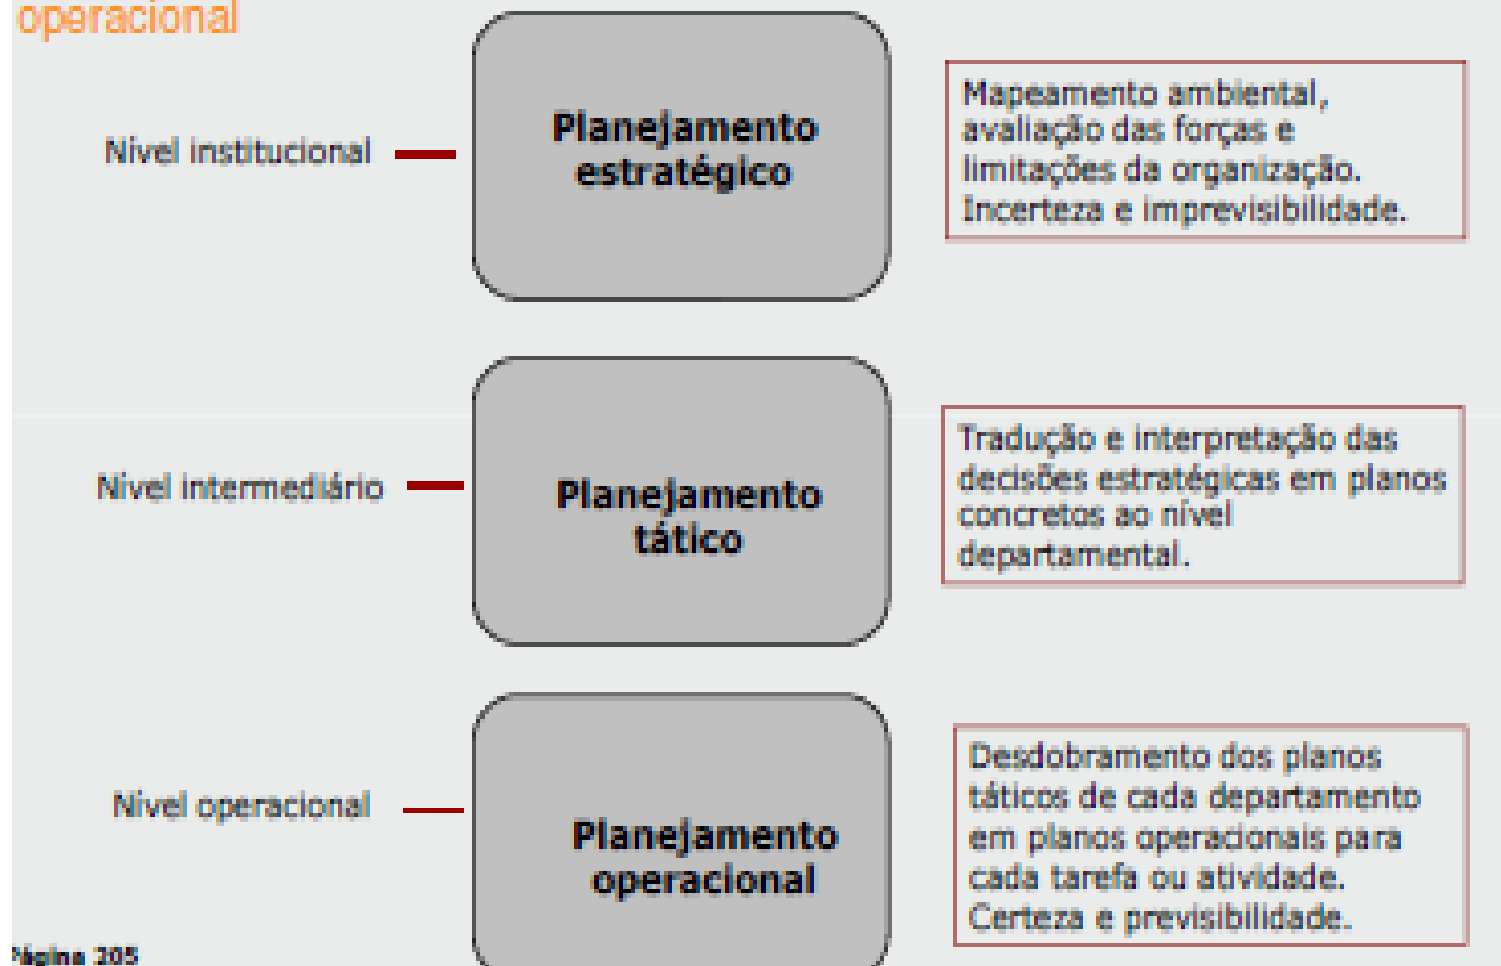 operacional
Nível institucional
Planejamento
estratégico
Mapeamento ambiental,
avaliação das forças e
limitações da organização.
Incerteza e imprevisibilidade.
Nível intermediário
Planejamento
tático
Tradução e interpretação das
decisões estratégicas em planos
concretos ao nível
departamental.
Nível operacional
Planejamento
operacional
Desdobramento dos planos
táticos de cada departamento
em planos operacionais para
cada tarefa ou atividade.
Certeza e previsibilidade.
Página 205